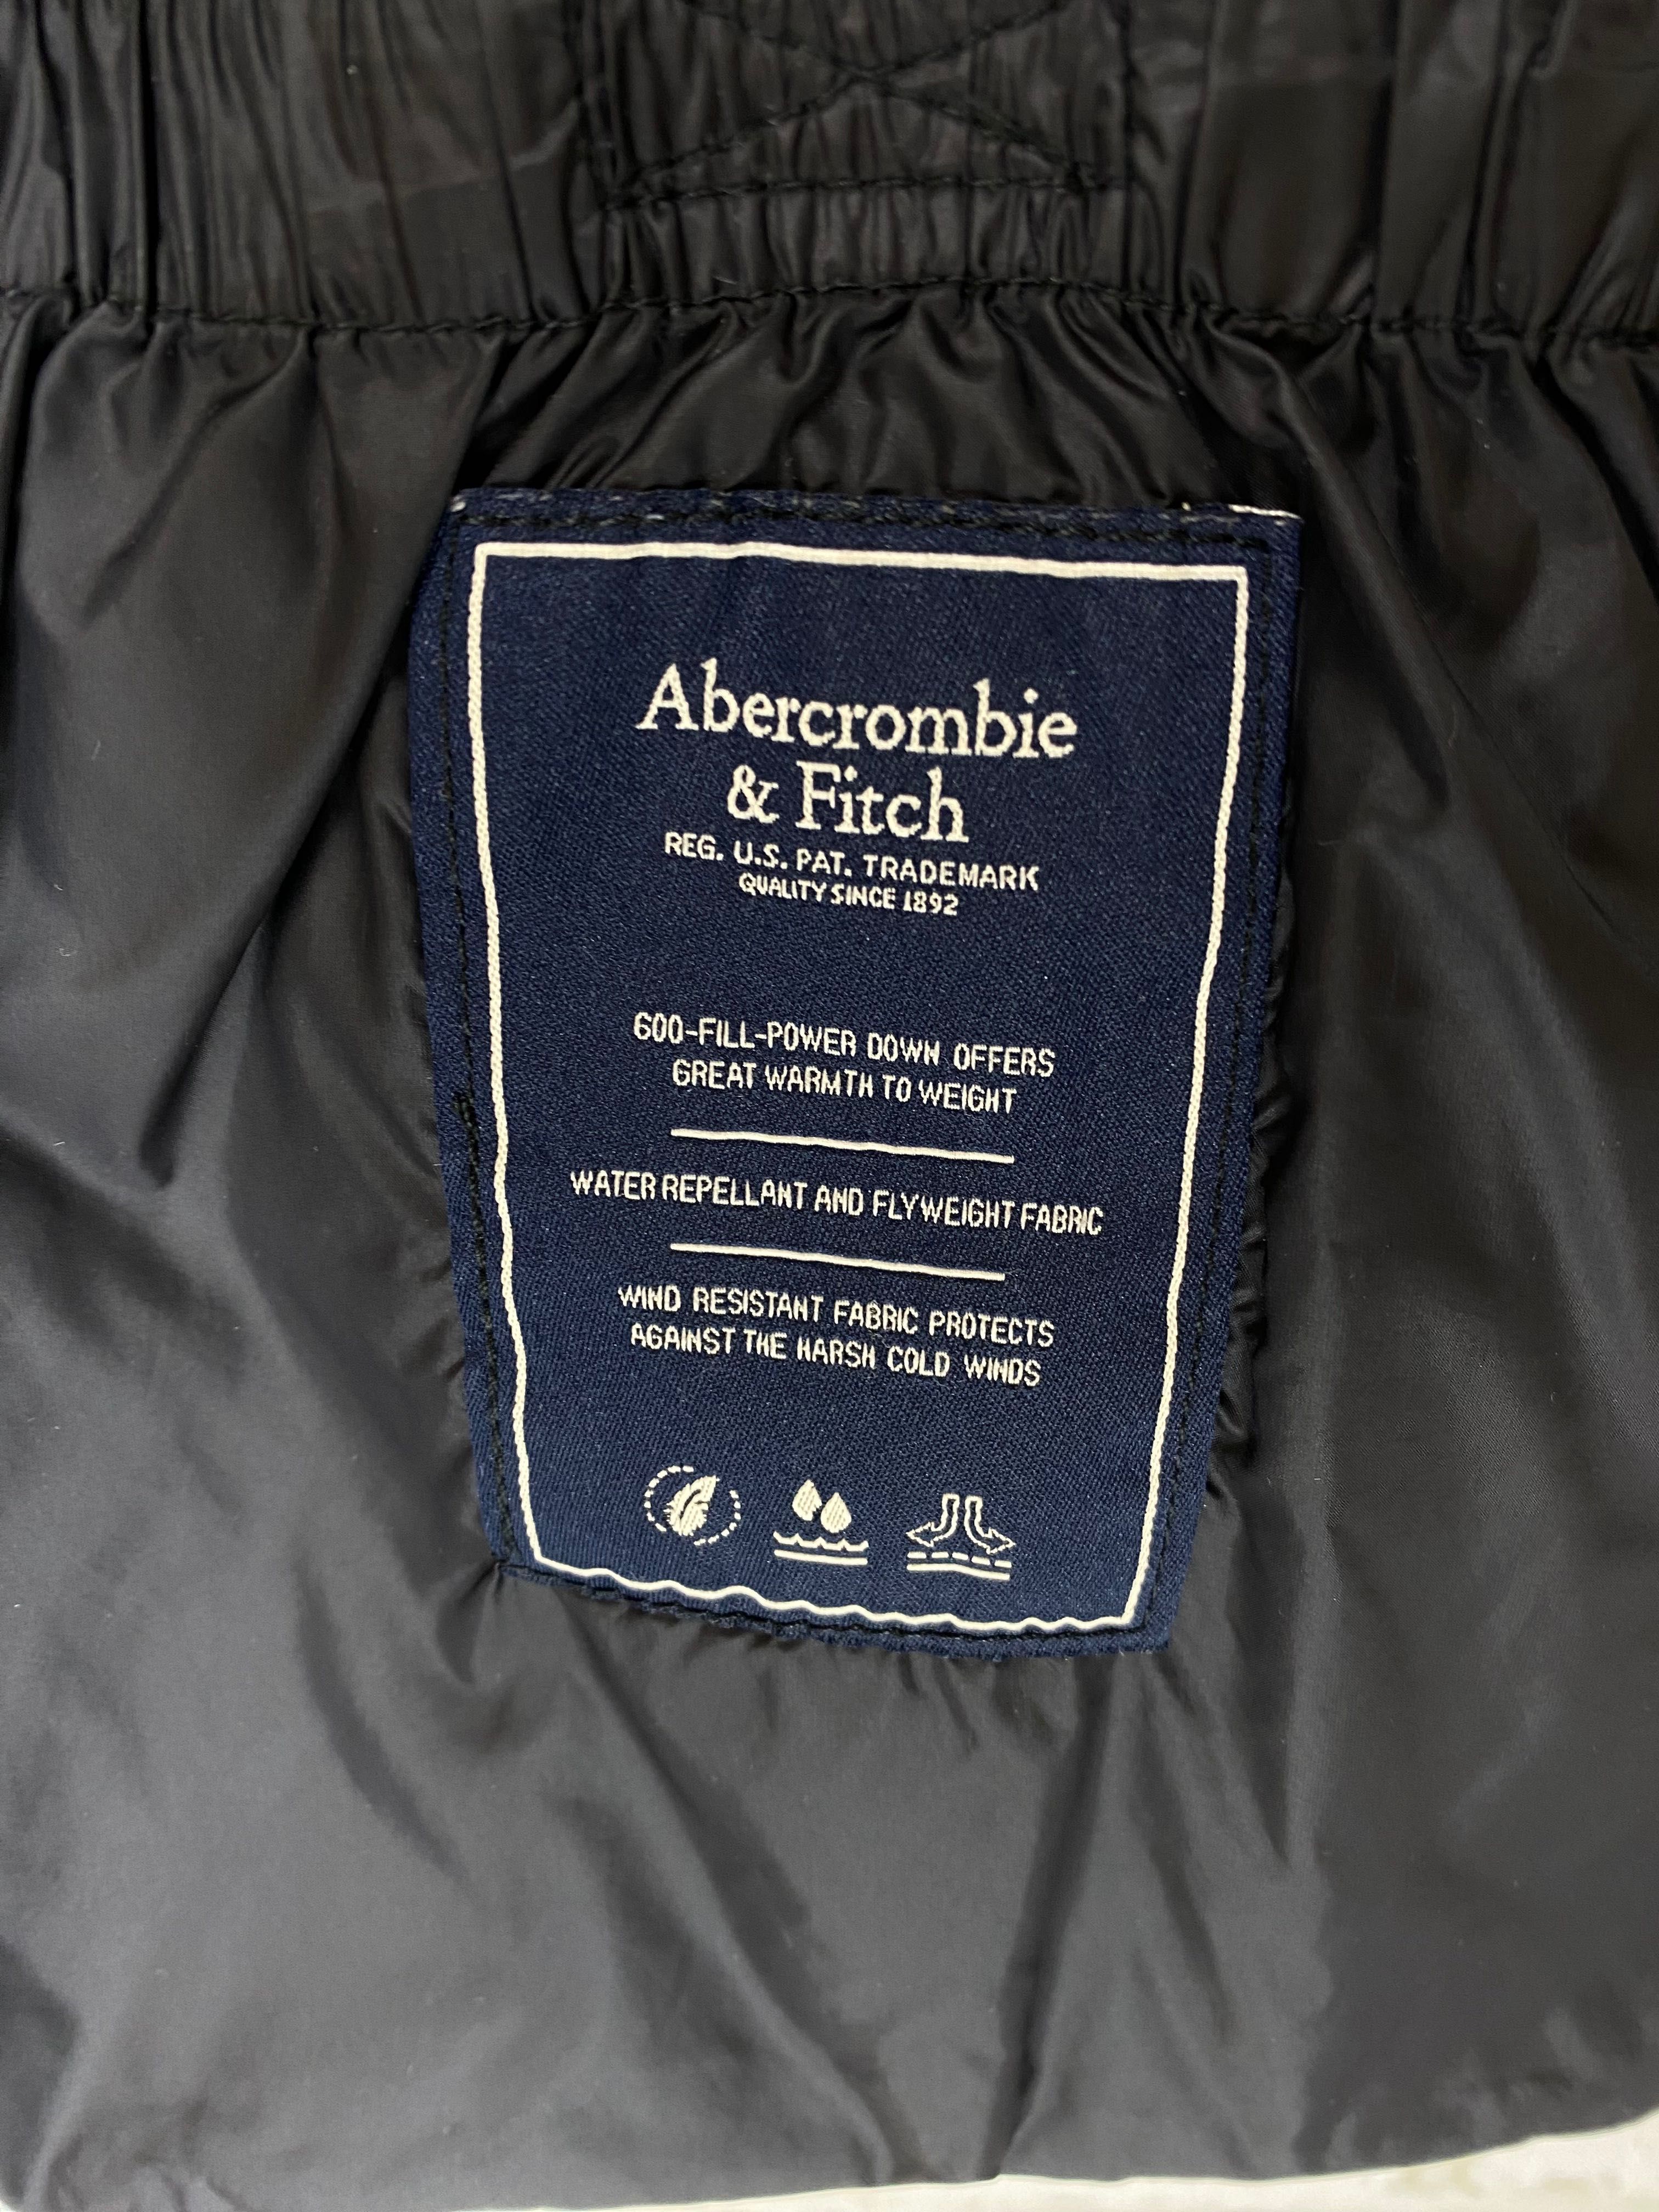 Abercrombie
& Fitch
REG. U.S. PAT. TRADEMARK
QUALITY SINCE 1892
600-FILL-POWER DOWN OFFERS
GREAT WARMTH TO WEIGHT
WATER REPELLANT AND FLYWEIGHT FABRIC
WIND RESISTANT FABRIC PROTECTS
AGAINST THE HARSH COLD WINDS